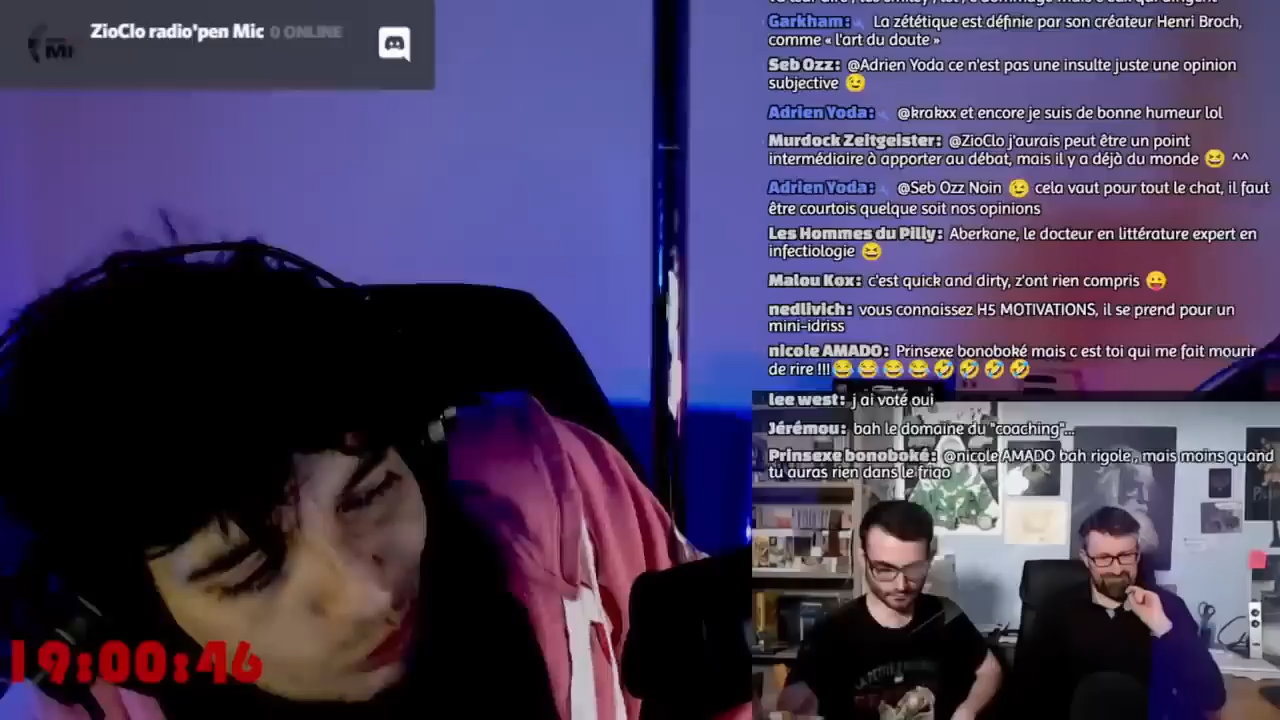 ZioClo radio'pen Mic 0 ONLINE
MI
Garkham: La zététique est définie par son créateur Henri Broch,
comme « l'art du doute »
Seb Ozz: @Adrien Yoda ce n'est pas une insulte juste une opinion
subjective 😉
Adrien Yoda: @krakxx et encore je suis de bonne humeur lol
Murdock Zeitgeister: @ZioClo j'aurais peut être un point
intermédiaire à apporter au débat, mais il y a déjà du monde 😆 ^^
Adrien Yoda: @Seb Ozz Noin 😉 cela vaut pour tout le chat, il faut
être courtois quelque soit nos opinions
Les Hommes du Pilly: Aberkane, le docteur en littérature expert en
infectiologie 😆
Malou Kox: c'est quick and dirty, z'ont rien compris 😛
nedlivich: vous connaissez H5 MOTIVATIONS, il se prend pour un
mini-idriss
nicole AMADO: Prinsexe bonoboké mais c est toi qui me fait mourir
de rire !!!😂😂😂😂🤣🤣🤣🤣
lee west: j ai voté oui
Jérémou: bah le domaine du "coaching"...
Prinsexe bonoboké: @nicole AMADO bah rigole , mais moins quand
tu auras rien dans le frigo
19:00:46